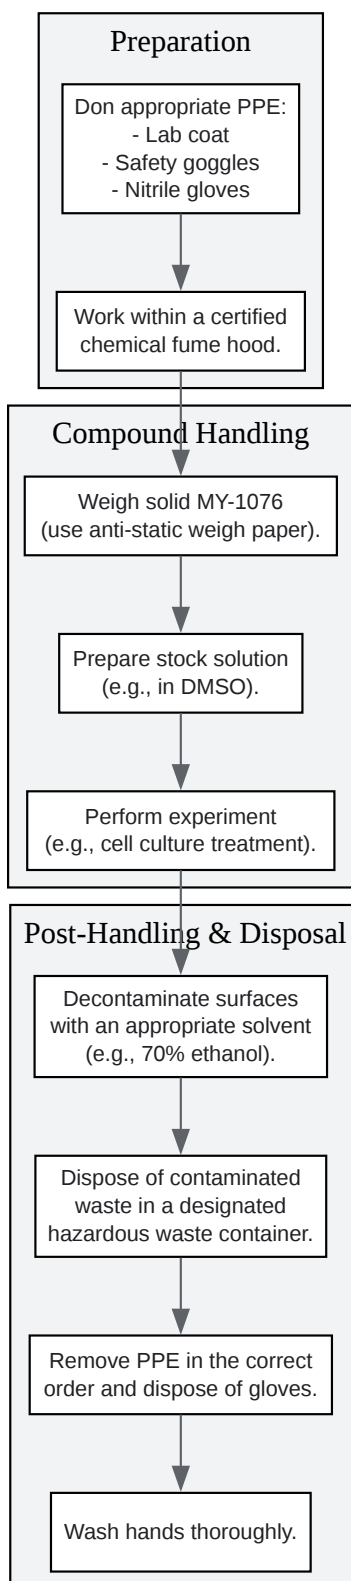 Preparation
Don appropriate PPE:
- Lab coat
- Safety goggles
- Nitrile gloves
Work within a certified
chemical fume hood.
Compound Handling
Weigh solid MY-1076
(use anti-static weigh paper).
Prepare stock solution
(e.g., in DMSO).
Perform experiment
(e.g., cell culture treatment).
Post-Handling & Disposal
Decontaminate surfaces
with an appropriate solvent
(e.g., 70% ethanol).
Dispose of contaminated
waste in a designated
hazardous waste container.
Remove PPE in the correct
order and dispose of gloves.
Wash hands thoroughly.